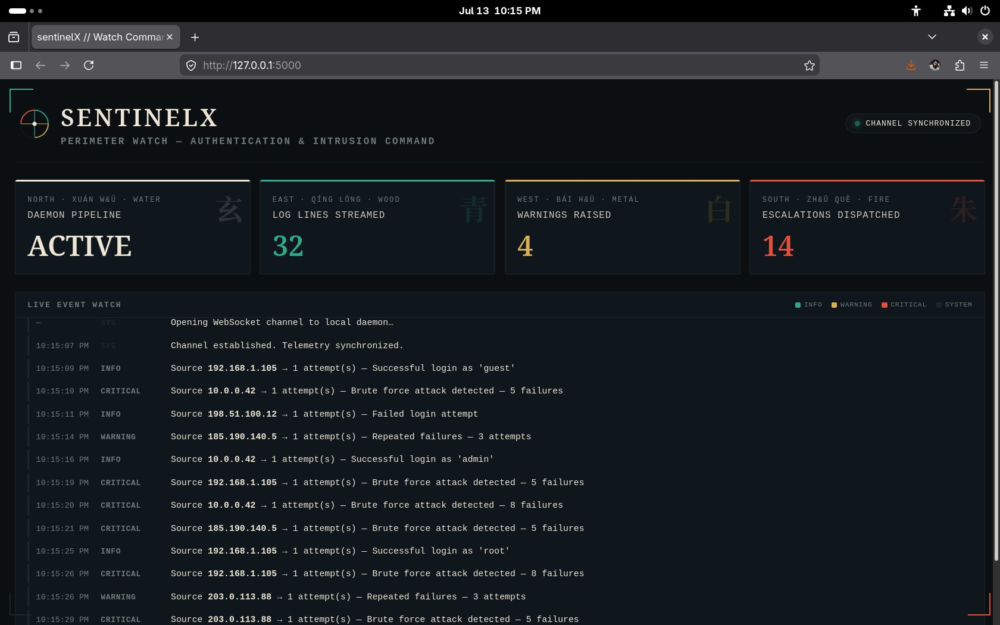 Jul 13 10:15 PM
sentinelX // Watch Comma
http://127.0.0.1:5000
SENTINELX
PERIMETER WATCH — AUTHENTICATION & INTRUSION COMMAND
CHANNEL SYNCHRONIZED
NORTH · XUÁN W&Ŭ · WATER
DAEMON PIPELINE
玄
ACTIVE
EAST · QĪNG LÓNG · WOOD
LOG LINES STREAMED
青
32
WEST · BÁI H&Ŭ · METAL
WARNINGS RAISED
白
4
SOUTH · ZH&Ū QUÈ · FIRE
ESCALATIONS DISPATCHED
朱
14
LIVE EVENT WATCH
INFO WARNING CRITICAL SYSTEM
— SYS Opening WebSocket channel to local daemon…
10:15:07 PM SYS Channel established. Telemetry synchronized.
10:15:09 PM INFO Source 192.168.1.105 → 1 attempt(s) — Successful login as 'guest'
10:15:10 PM CRITICAL Source 10.0.0.42 → 1 attempt(s) — Brute force attack detected — 5 failures
10:15:11 PM INFO Source 198.51.100.12 → 1 attempt(s) — Failed login attempt
10:15:14 PM WARNING Source 185.190.140.5 → 1 attempt(s) — Repeated failures — 3 attempts
10:15:16 PM INFO Source 10.0.0.42 → 1 attempt(s) — Successful login as 'admin'
10:15:19 PM CRITICAL Source 192.168.1.105 → 1 attempt(s) — Brute force attack detected — 5 failures
10:15:20 PM CRITICAL Source 10.0.0.42 → 1 attempt(s) — Brute force attack detected — 8 failures
10:15:21 PM CRITICAL Source 185.190.140.5 → 1 attempt(s) — Brute force attack detected — 5 failures
10:15:25 PM INFO Source 192.168.1.105 → 1 attempt(s) — Successful login as 'root'
10:15:26 PM CRITICAL Source 192.168.1.105 → 1 attempt(s) — Brute force attack detected — 8 failures
10:15:26 PM WARNING Source 203.0.113.88 → 1 attempt(s) — Repeated failures — 3 attempts
10:15:29 PM CRITICAL Source 203.0.113.88 → 1 attempt(s) — Brute force attack detected — 5 failures